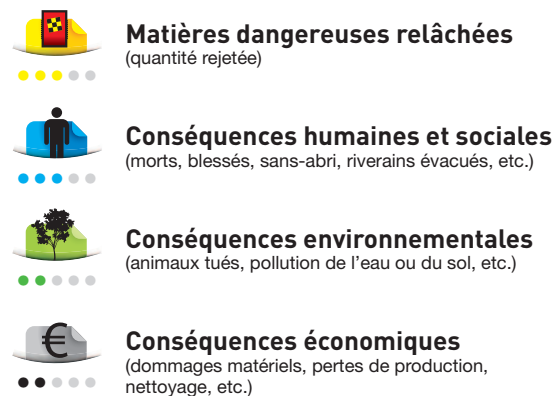 Matières dangereuses relâchées
(quantité rejetée)
Conséquences humaines et sociales
(morts, blessés, sans-abri, riverains évacués, etc.)
Conséquences environnementales
(animaux tués, pollution de l'eau ou du sol, etc.)
€
Conséquences économiques
(dommages matériels, pertes de production,
nettoyage, etc.)